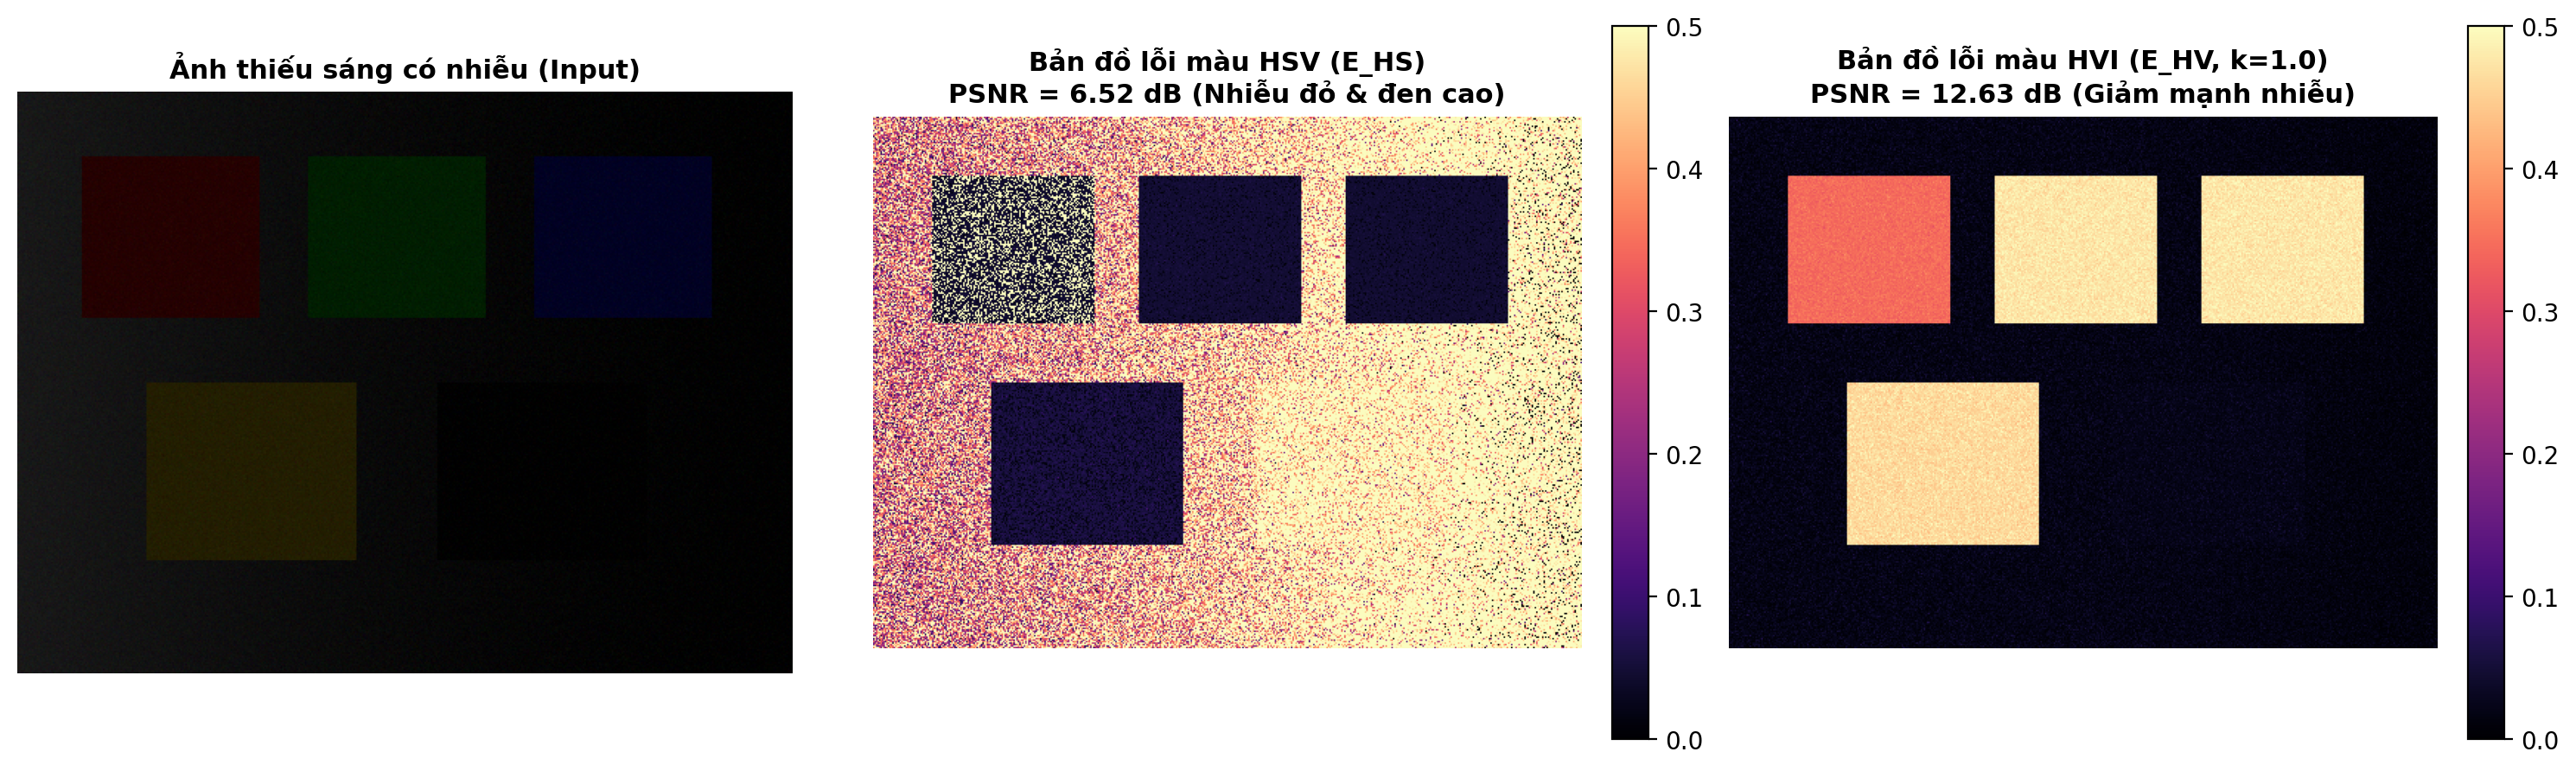 Ảnh thiếu sáng có nhiễu (Input)
Bản đồ lỗi màu HSV (E_HS)
PSNR = 6.52 dB (Nhiễu đỏ & đen cao)
0.5
0.4
0.3
0.2
0.1
0.0
Bản đồ lỗi màu HVI (E_HV, k=1.0)
PSNR = 12.63 dB (Giảm mạnh nhiễu)
0.5
0.4
0.3
0.2
0.1
0.0